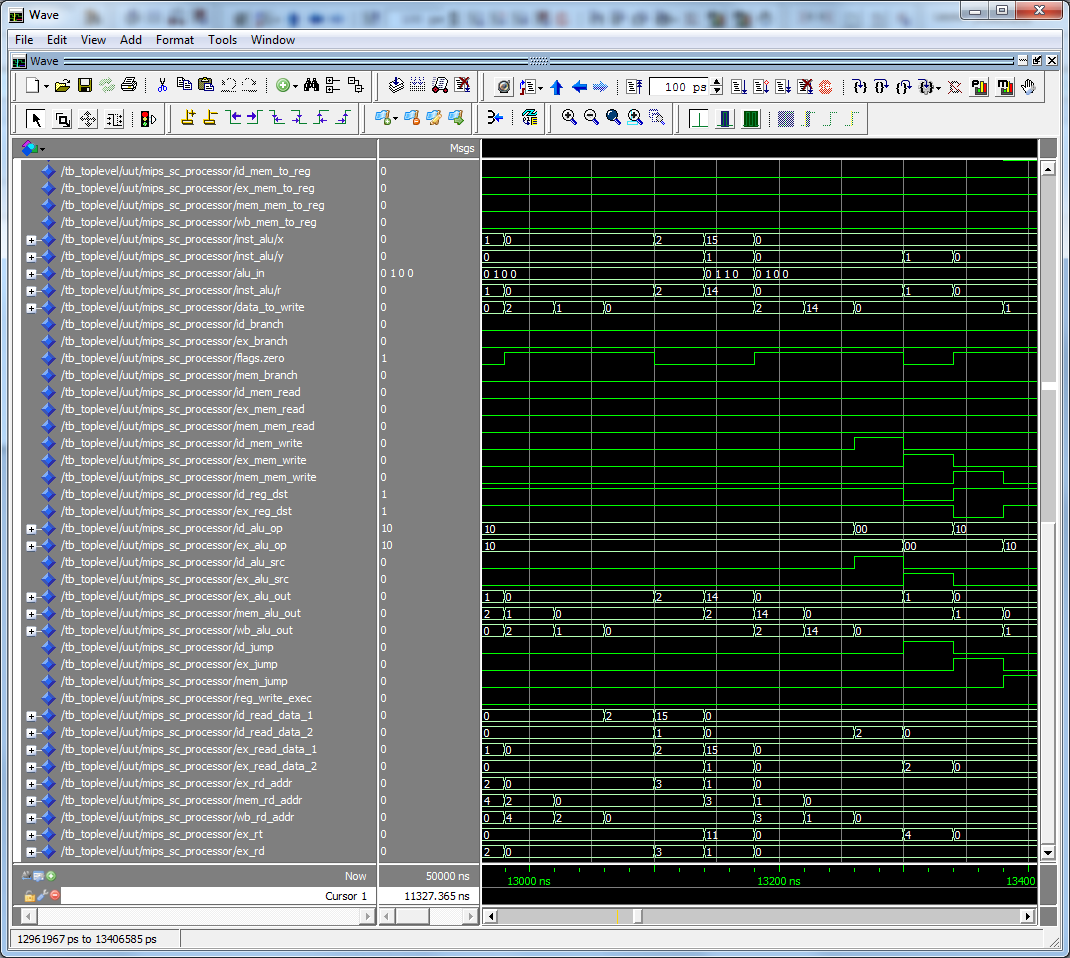 Wave
File Edit View Add Format Tools Window
Wave
100 ps
Msgs
/tb_toplevel/uut/mips_sc_processor/id_mem_to_reg 0
/tb_toplevel/uut/mips_sc_processor/ex_mem_to_reg 0
/tb_toplevel/uut/mips_sc_processor/mem_mem_to_reg 0
/tb_toplevel/uut/mips_sc_processor/wb_mem_to_reg 0
/tb_toplevel/uut/mips_sc_processor/inst_alu/x 0 1 0 2 15 0
/tb_toplevel/uut/mips_sc_processor/inst_alu/y 0 0 1 0 1 0
/tb_toplevel/uut/mips_sc_processor/alu_in 0 1 0 0 0 1 0 0 0 1 1 0 0 1 0 0
/tb_toplevel/uut/mips_sc_processor/inst_alu/r 0 1 0 2 14 0 1 0
/tb_toplevel/uut/mips_sc_processor/data_to_write 0 0 2 1 0 2 14 0 1
/tb_toplevel/uut/mips_sc_processor/id_branch 0
/tb_toplevel/uut/mips_sc_processor/ex_branch 0
/tb_toplevel/uut/mips_sc_processor/flags.zero 1
/tb_toplevel/uut/mips_sc_processor/mem_branch 0
/tb_toplevel/uut/mips_sc_processor/id_mem_read 0
/tb_toplevel/uut/mips_sc_processor/ex_mem_read 0
/tb_toplevel/uut/mips_sc_processor/mem_mem_read 0
/tb_toplevel/uut/mips_sc_processor/id_mem_write 0
/tb_toplevel/uut/mips_sc_processor/ex_mem_write 0
/tb_toplevel/uut/mips_sc_processor/mem_mem_write 0
/tb_toplevel/uut/mips_sc_processor/id_reg_dst 1
/tb_toplevel/uut/mips_sc_processor/ex_reg_dst 1
/tb_toplevel/uut/mips_sc_processor/id_alu_op 10 10 00 10
/tb_toplevel/uut/mips_sc_processor/ex_alu_op 10 10 00 10
/tb_toplevel/uut/mips_sc_processor/id_alu_src 0
/tb_toplevel/uut/mips_sc_processor/ex_alu_src 0
/tb_toplevel/uut/mips_sc_processor/ex_alu_out 0 1 0 2 14 0 1 0
/tb_toplevel/uut/mips_sc_processor/mem_alu_out 0 2 1 0 2 14 0 1 0
/tb_toplevel/uut/mips_sc_processor/wb_alu_out 0 0 2 1 0 2 14 0 1
/tb_toplevel/uut/mips_sc_processor/id_jump 0
/tb_toplevel/uut/mips_sc_processor/ex_jump 0
/tb_toplevel/uut/mips_sc_processor/mem_jump 0
/tb_toplevel/uut/mips_sc_processor/reg_write_exec 0
/tb_toplevel/uut/mips_sc_processor/id_read_data_1 0 0 2 15 0
/tb_toplevel/uut/mips_sc_processor/id_read_data_2 0 0 1 0 2 0
/tb_toplevel/uut/mips_sc_processor/ex_read_data_1 0 1 0 2 15 0
/tb_toplevel/uut/mips_sc_processor/ex_read_data_2 0 0 1 0 2 0
/tb_toplevel/uut/mips_sc_processor/ex_rd_addr 0 2 0 3 1 0
/tb_toplevel/uut/mips_sc_processor/mem_rd_addr 0 4 2 0 3 1 0
/tb_toplevel/uut/mips_sc_processor/wb_rd_addr 0 0 4 2 0 3 1 0
/tb_toplevel/uut/mips_sc_processor/ex_rt 0 0 11 0 4 0
/tb_toplevel/uut/mips_sc_processor/ex_rd 0 2 0 3 1 0
Now 50000 ns 13000 ns 13200 ns 13400
Cursor 1 11327.365 ns
12961967 ps to 13406585 ps